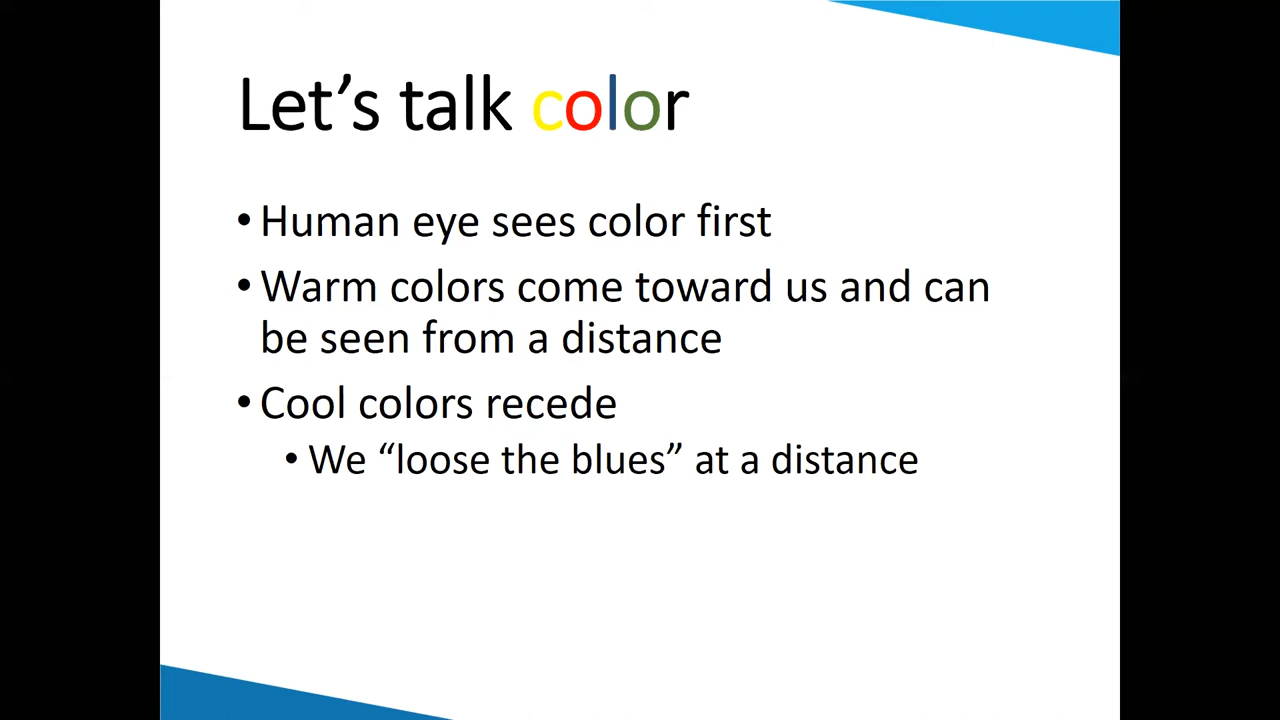 Let’s talk color
• Human eye sees color first
• Warm colors come toward us and can
be seen from a distance
• Cool colors recede
• We “loose the blues” at a distance